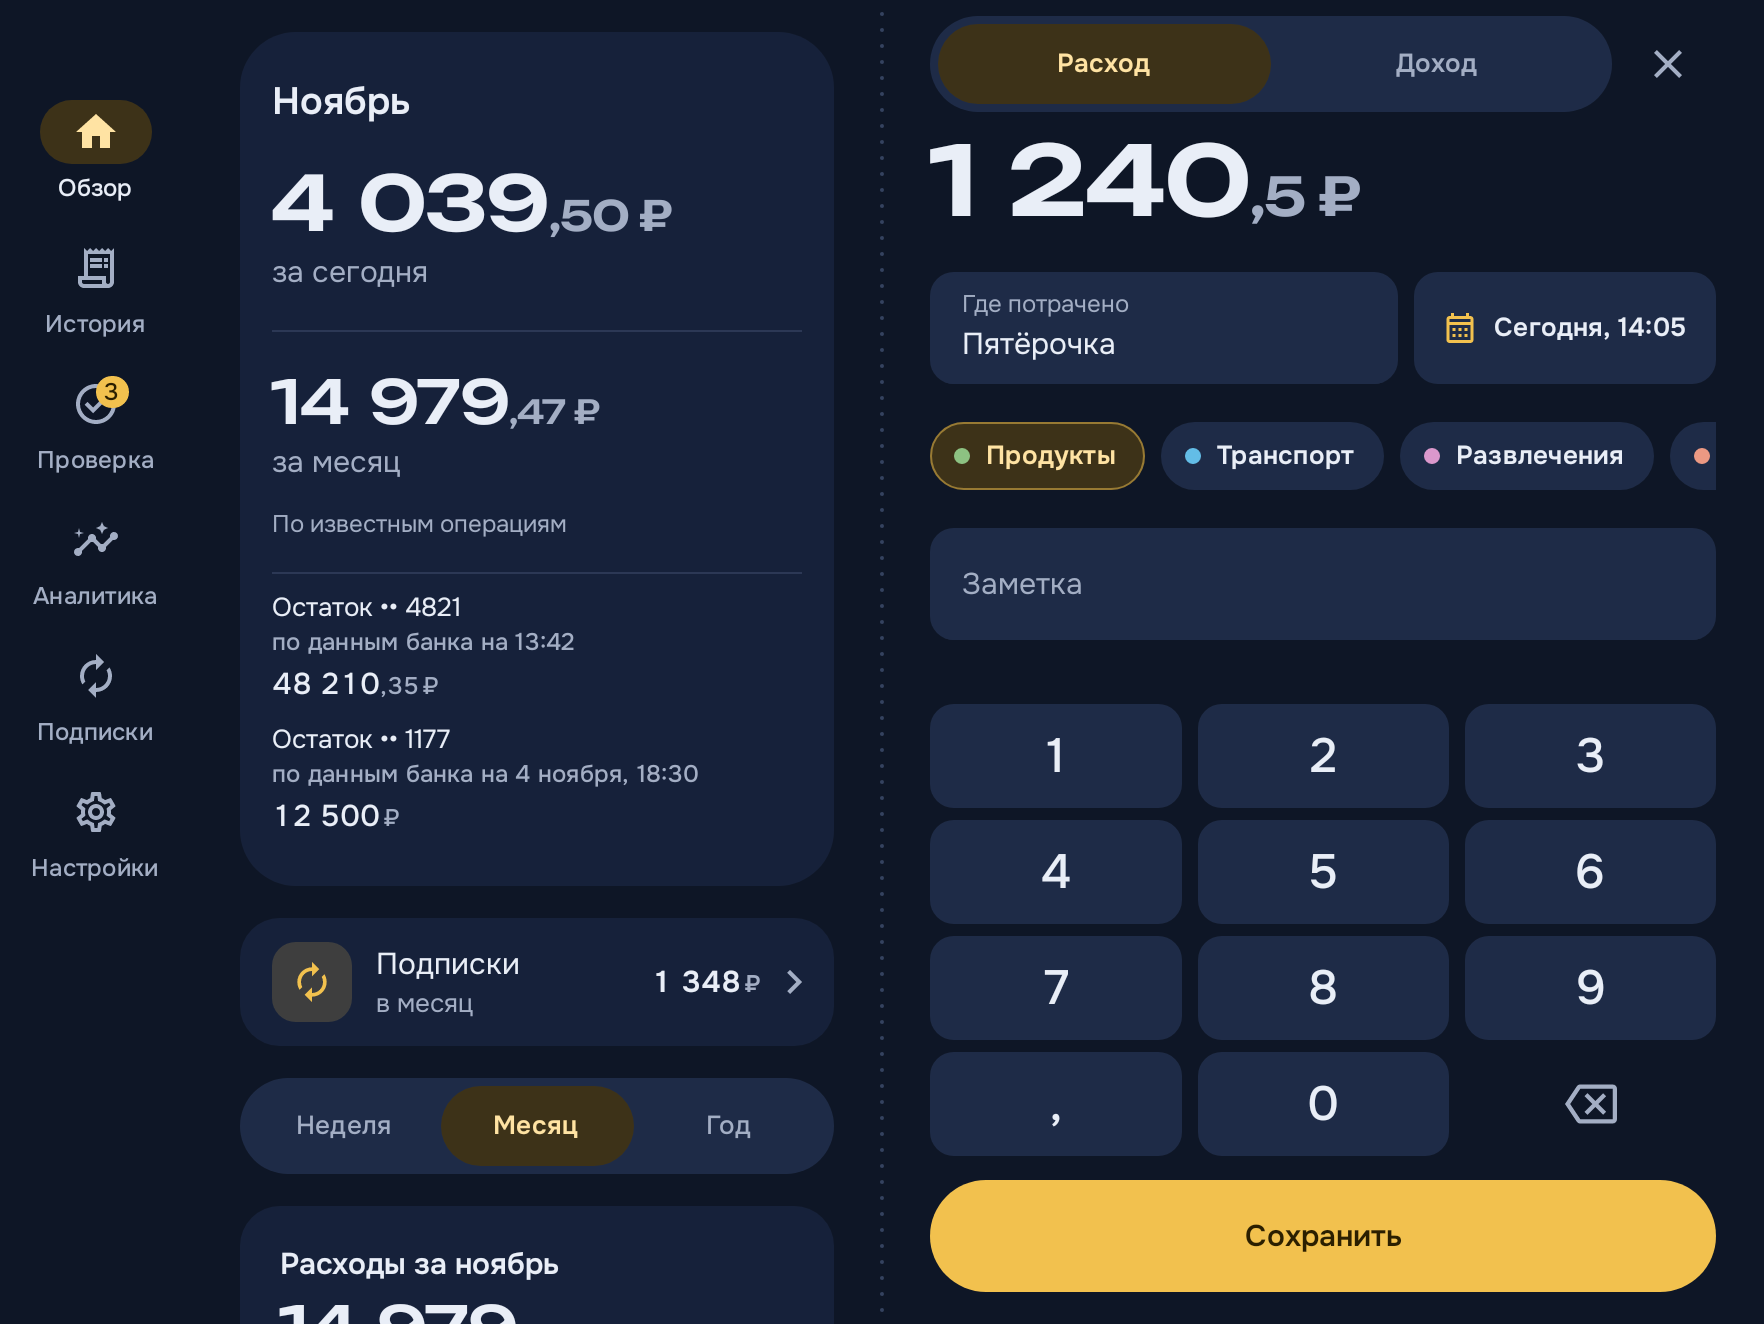 Обзор
История
3
Проверка
Аналитика
Подписки
Настройки
Ноябрь
4 039,50 ₽
за сегодня
14 979,47 ₽
за месяц
По известным операциям
Остаток •• 4821
по данным банка на 13:42
48 210,35 ₽
Остаток •• 1177
по данным банка на 4 ноября, 18:30
12 500 ₽
Подписки
в месяц
1 348 ₽
Неделя Месяц Год
Расходы за ноябрь
14 979
Расход Доход
1 240,5 ₽
Где потрачено
Пятёрочка
Сегодня, 14:05
Продукты Транспорт Развлечения
Заметка
1 2 3
4 5 6
7 8 9
, 0
Сохранить